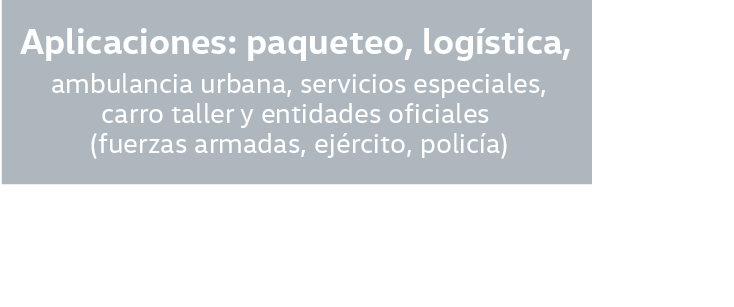 Aplicaciones: paqueteo, logística,
ambulancia urbana, servicios especiales,
carro taller y entidades oficiales
(fuerzas armadas, ejército, policía)